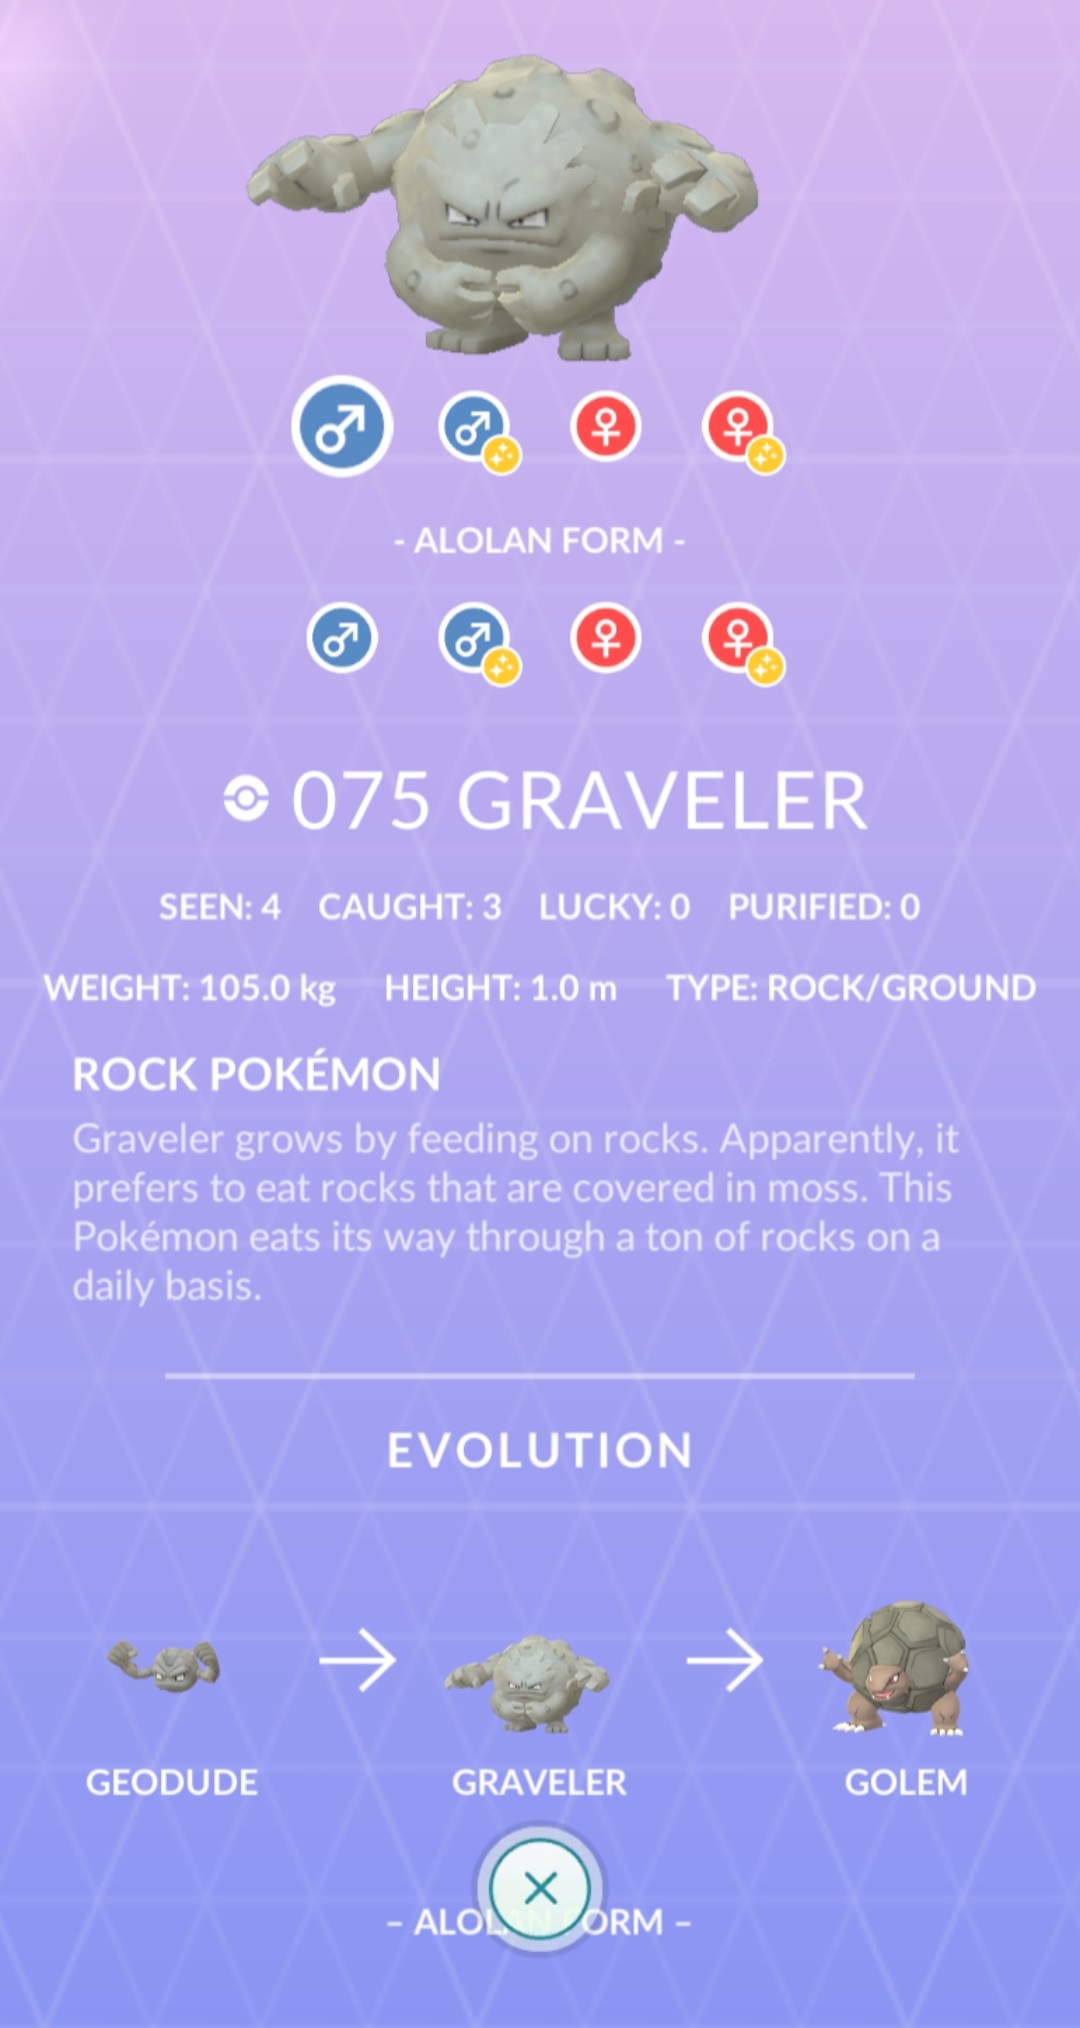 - ALOLAN FORM -
075 GRAVELER
SEEN: 4 CAUGHT: 3 LUCKY: 0 PURIFIED: 0
WEIGHT: 105.0 kg HEIGHT: 1.0 m TYPE: ROCK/GROUND
ROCK POKÉMON
Graveler grows by feeding on rocks. Apparently, it
prefers to eat rocks that are covered in moss. This
Pokémon eats its way through a ton of rocks on a
daily basis.
EVOLUTION
GEODUDE GRAVELER GOLEM
– ALOLAN FORM –